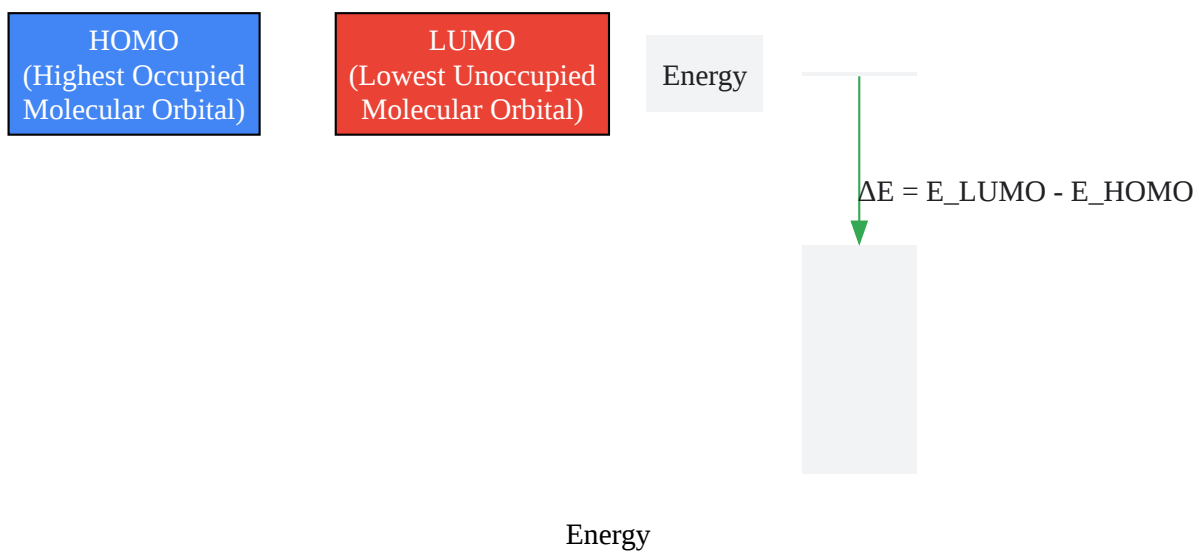 HOMO
(Highest Occupied
Molecular Orbital)
LUMO
(Lowest Unoccupied
Molecular Orbital)
Energy
ΔE = E_LUMO - E_HOMO
Energy